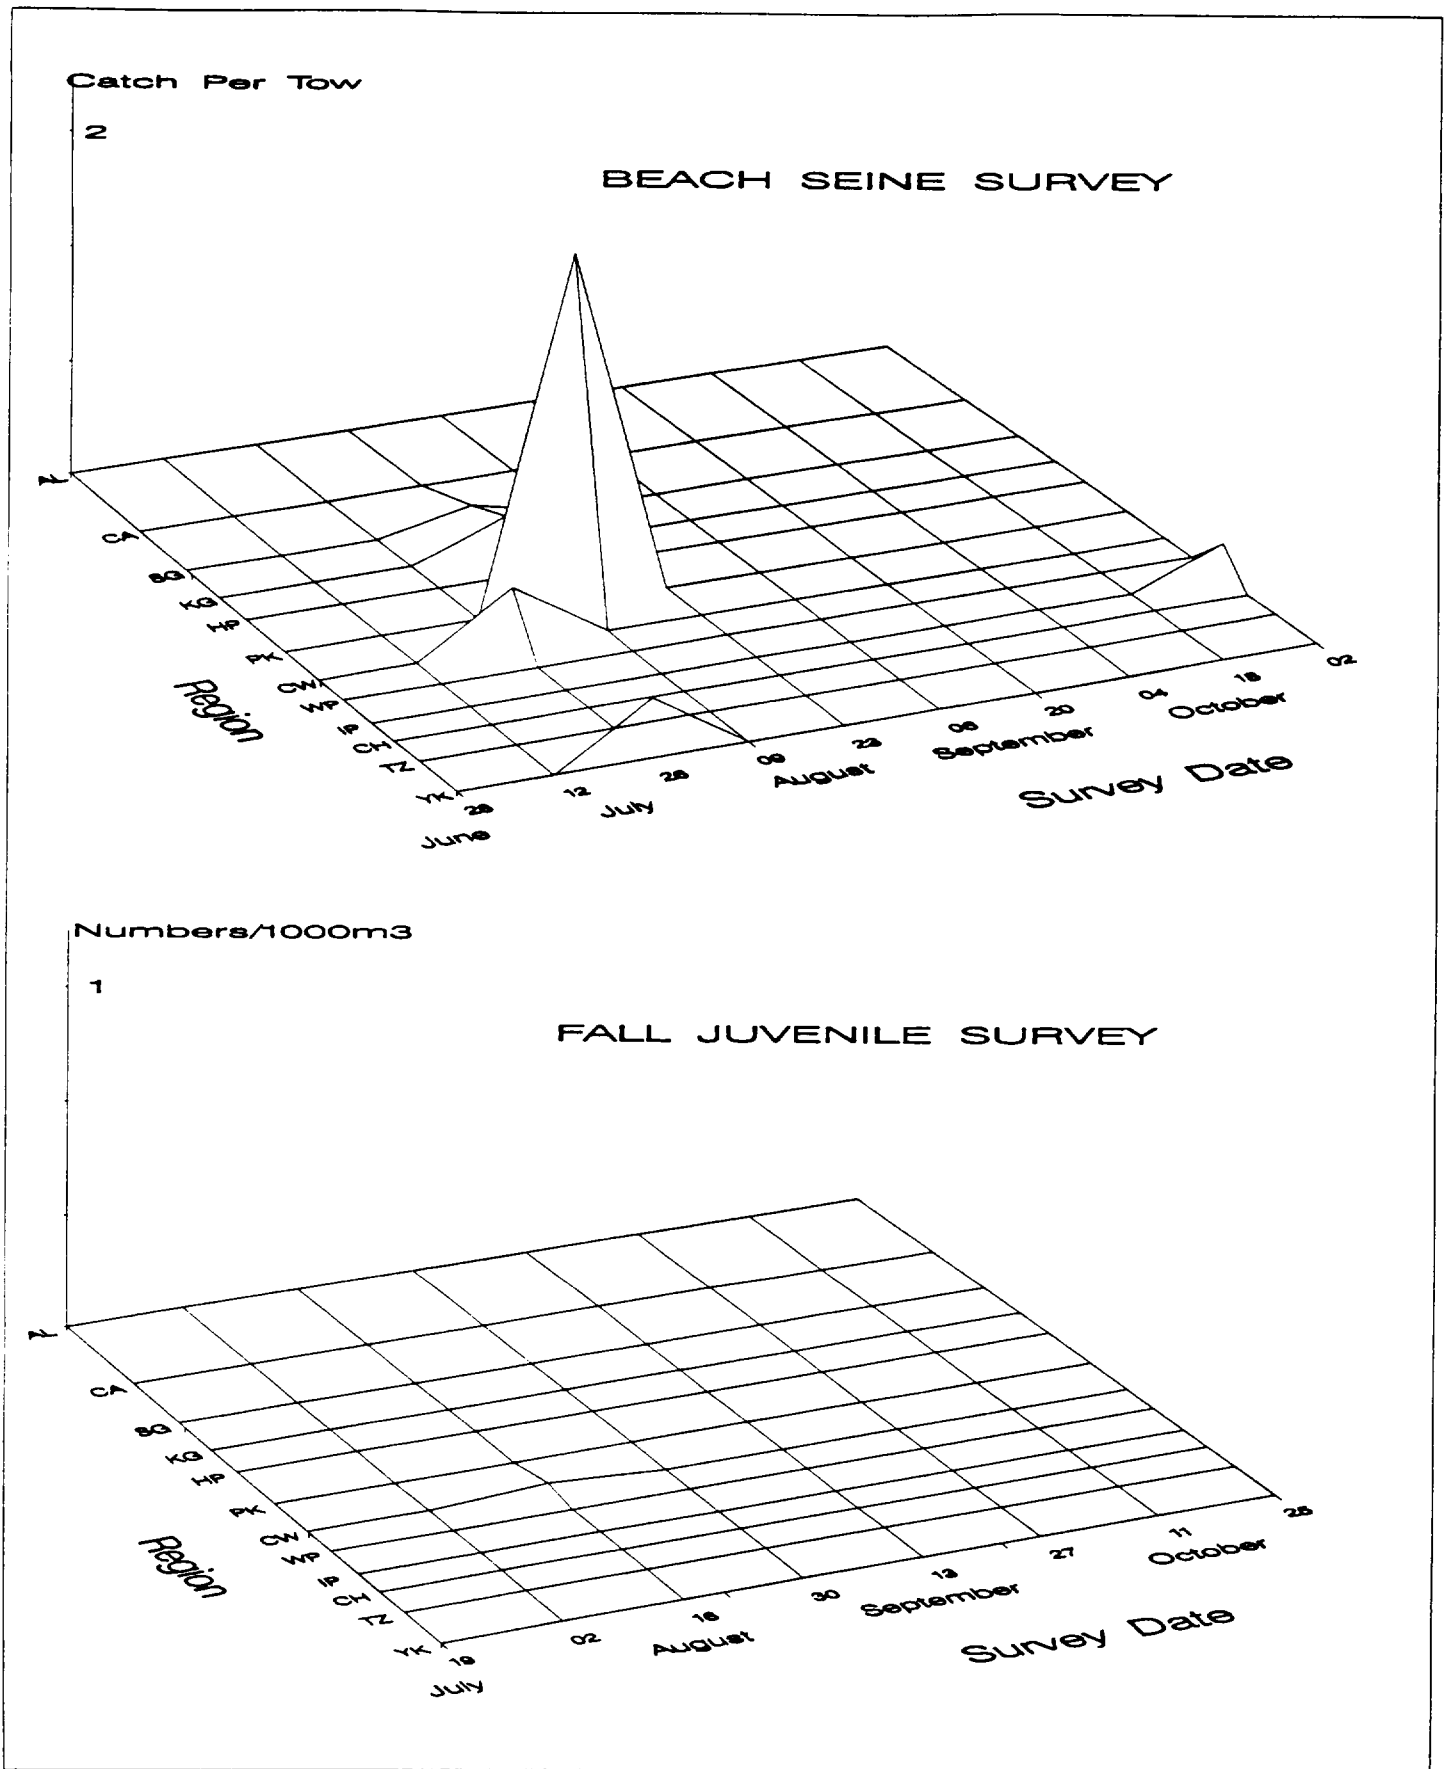 Catch Per Tow
2
BEACH SEINE SURVEY
AL
CA
SG
KG
HP
PK
CW
WP
IP
CH
TZ
YK
Region
28 12 26 09 23 06 20 04 18 02
June July August September October
Survey Date
Numbers/1000m3
1
FALL JUVENILE SURVEY
AL
CA
SG
KG
HP
PK
CW
WP
IP
CH
TZ
YK
Region
19 02 16 30 13 27 11 25
July August September October
Survey Date